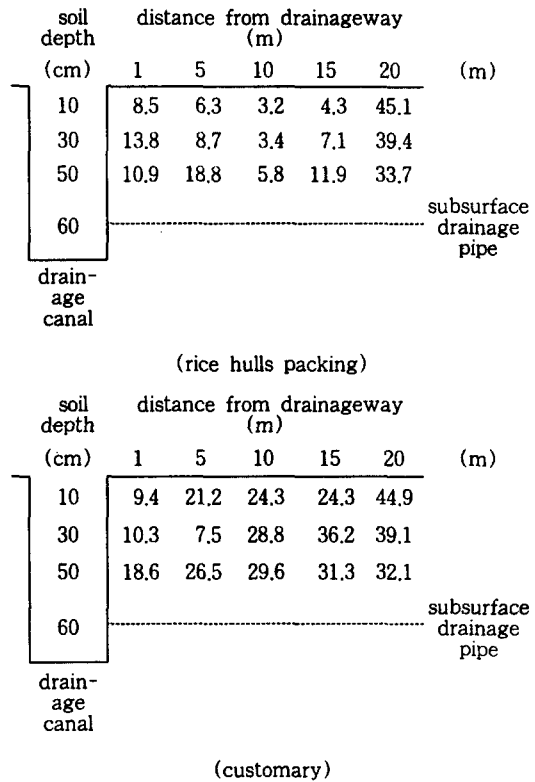 soil distance from drainageway
depth (m)
(cm) 1 5 10 15 20 (m)
10 8.5 6.3 3.2 4.3 45.1
30 13.8 8.7 3.4 7.1 39.4
50 10.9 18.8 5.8 11.9 33.7
60 subsurface drainage pipe
drain-
age
canal
(rice hulls packing)
soil distance from drainageway
depth (m)
(cm) 1 5 10 15 20 (m)
10 9.4 21.2 24.3 24.3 44.9
30 10.3 7.5 28.8 36.2 39.1
50 18.6 26.5 29.6 31.3 32.1
60 subsurface drainage pipe
drain-
age
canal
(customary)